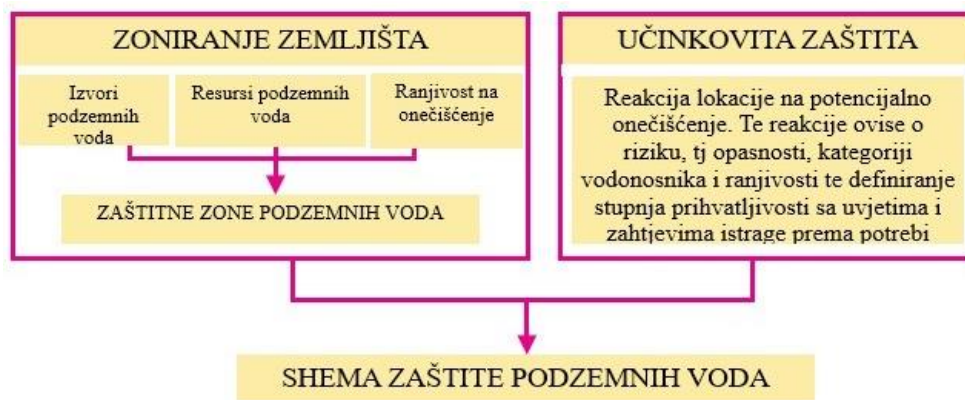 ZONIRANJE ZEMLJIŠTA
Izvori
podzemnih
voda
Resursi podzemnih
voda
Ranjivost na
onečišćenje
ZAŠTITNE ZONE PODZEMNIH VODA
UČINKOVITA ZAŠTITA
Reakcija lokacije na potencijalno
onečišćenje. Te reakcije ovise o
riziku, tj opasnosti, kategoriji
vodonosnika i ranjivosti te definiranje
stupnja prihvatljivosti sa uvjetima i
zahtjevima istrage prema potrebi
SHEMA ZAŠTITE PODZEMNIH VODA